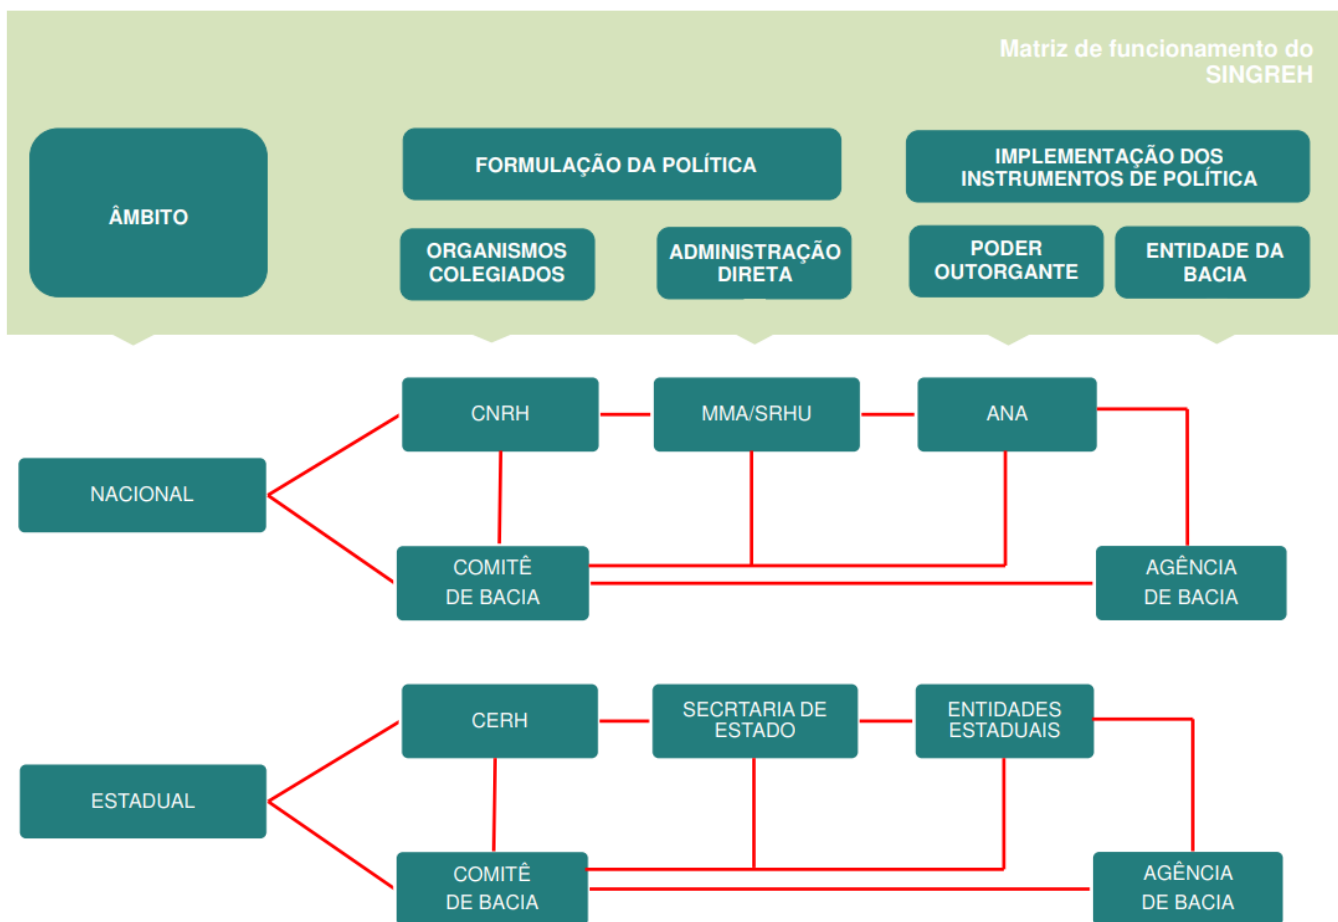 Matriz de funcionamento do
SINGREH
ÂMBITO
FORMULAÇÃO DA POLÍTICA
IMPLEMENTAÇÃO DOS
INSTRUMENTOS DE POLÍTICA
ORGANISMOS
COLEGIADOS
ADMINISTRAÇÃO
DIRETA
PODER
OUTORGANTE
ENTIDADE DA
BACIA
NACIONAL
CNRH
MMA/SRHU
ANA
COMITÊ
DE BACIA
AGÊNCIA
DE BACIA
ESTADUAL
CERH
SECRTARIA DE
ESTADO
ENTIDADES
ESTADUAIS
COMITÊ
DE BACIA
AGÊNCIA
DE BACIA